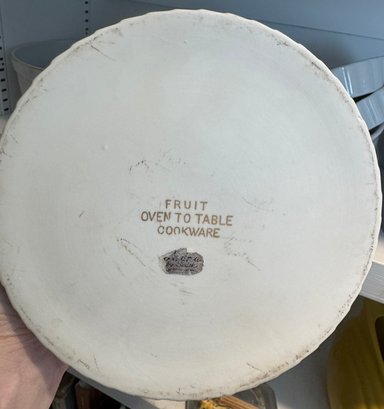 FRUIT
OVEN TO TABLE
COOKWARE